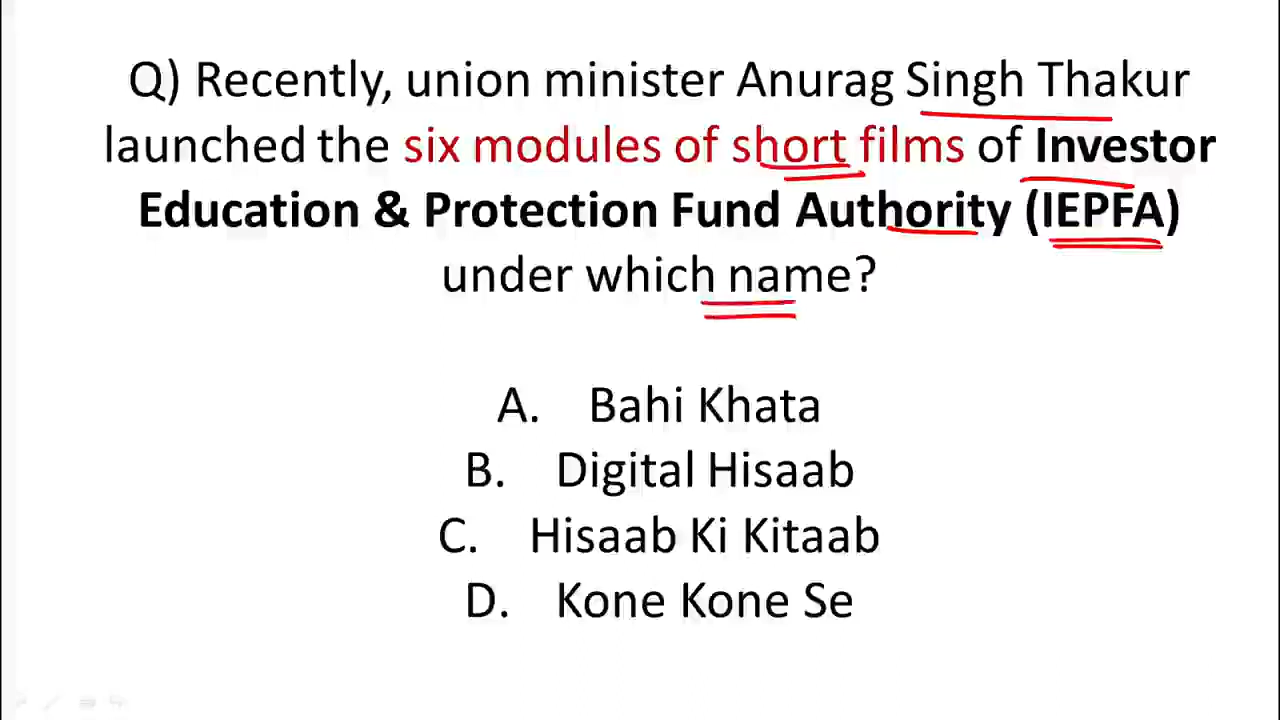 Q) Recently, union minister Anurag Singh Thakur
launched the six modules of short films of Investor
Education & Protection Fund Authority (IEPFA)
under which name?
A. Bahi Khata
B. Digital Hisaab
C. Hisaab Ki Kitaab
D. Kone Kone Se